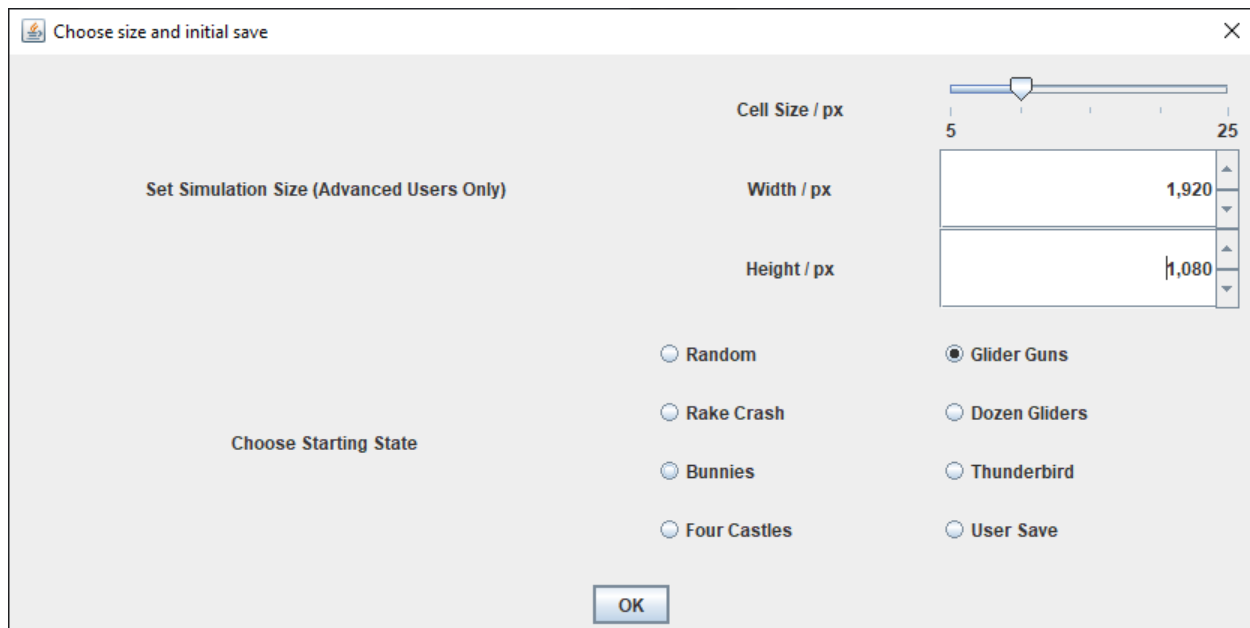 Choose size and initial save
Cell Size / px
5 25
Set Simulation Size (Advanced Users Only)
Width / px
1,920
Height / px
1,080
Choose Starting State
Random
Glider Guns
Rake Crash
Dozen Gliders
Bunnies
Thunderbird
Four Castles
User Save
OK